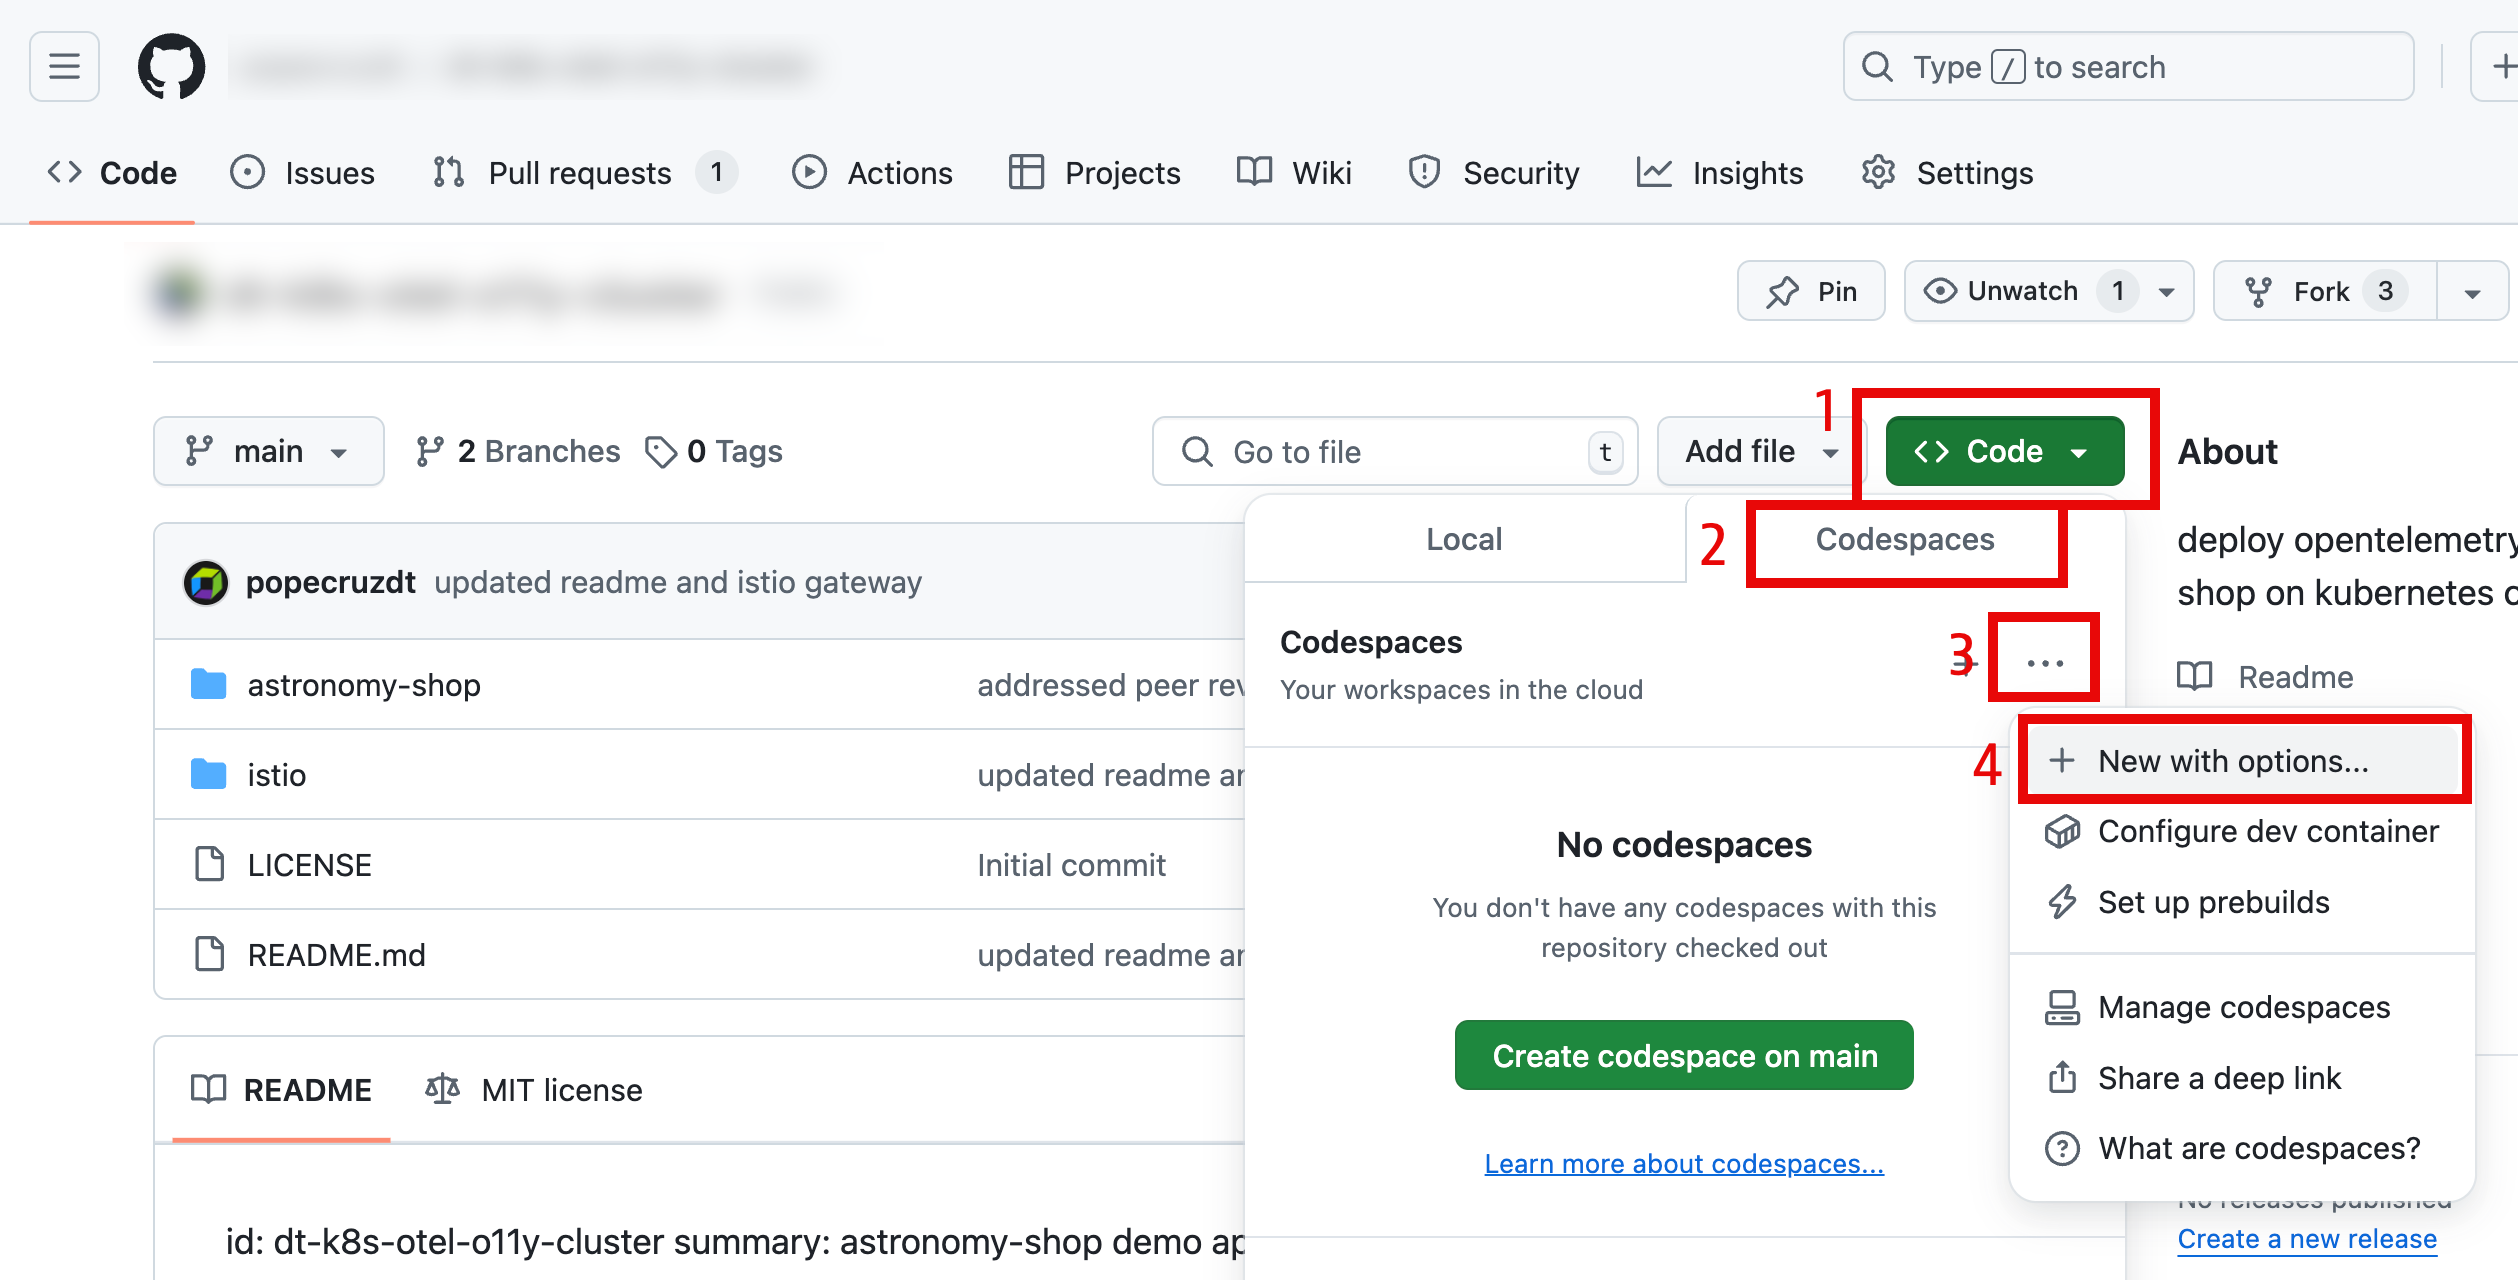 Type / to search
Code Issues Pull requests 1 Actions Projects Wiki Security Insights Settings
Pin Unwatch 1 Fork 3
main 2 Branches 0 Tags Go to file t Add file 1 Code About
Local 2 Codespaces
deploy opentelemetry
shop on kubernetes
popecruzdt updated readme and istio gateway
Codespaces 3 ...
Your workspaces in the cloud
Readme
astronomy-shop addressed peer
4 New with options...
istio updated readme
Configure dev container
No codespaces
LICENSE Initial commit
Set up prebuilds
You don't have any codespaces with this
repository checked out
README.md updated readme
Manage codespaces
Create codespace on main
Share a deep link
README MIT license
What are codespaces?
Learn more about codespaces...
No releases published
Create a new release
id: dt-k8s-otel-o11y-cluster summary: astronomy-shop demo